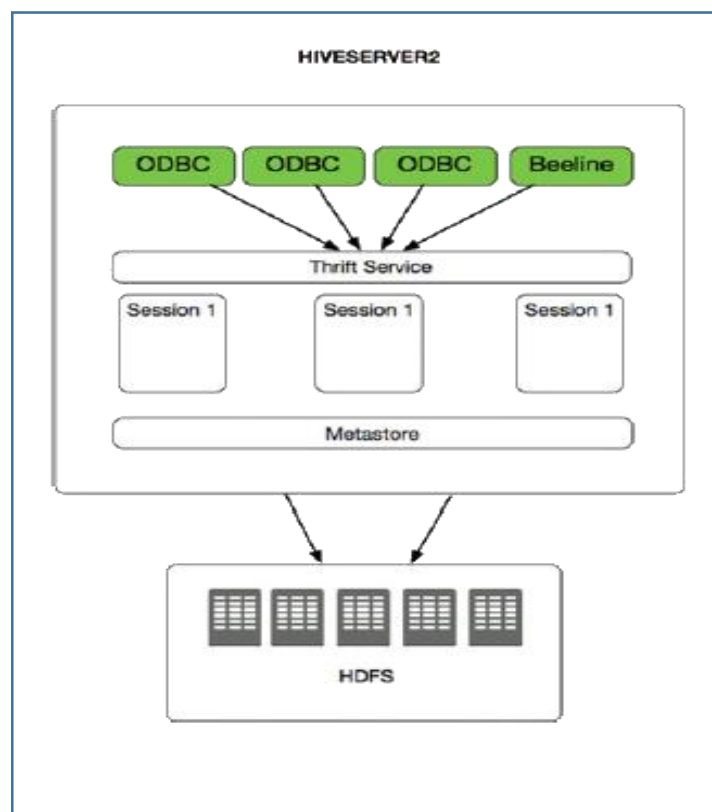 HIVESERVER2
ODBC ODBC ODBC Beeline
Thrift Service
Session 1 Session 1 Session 1
Metastore
HDFS